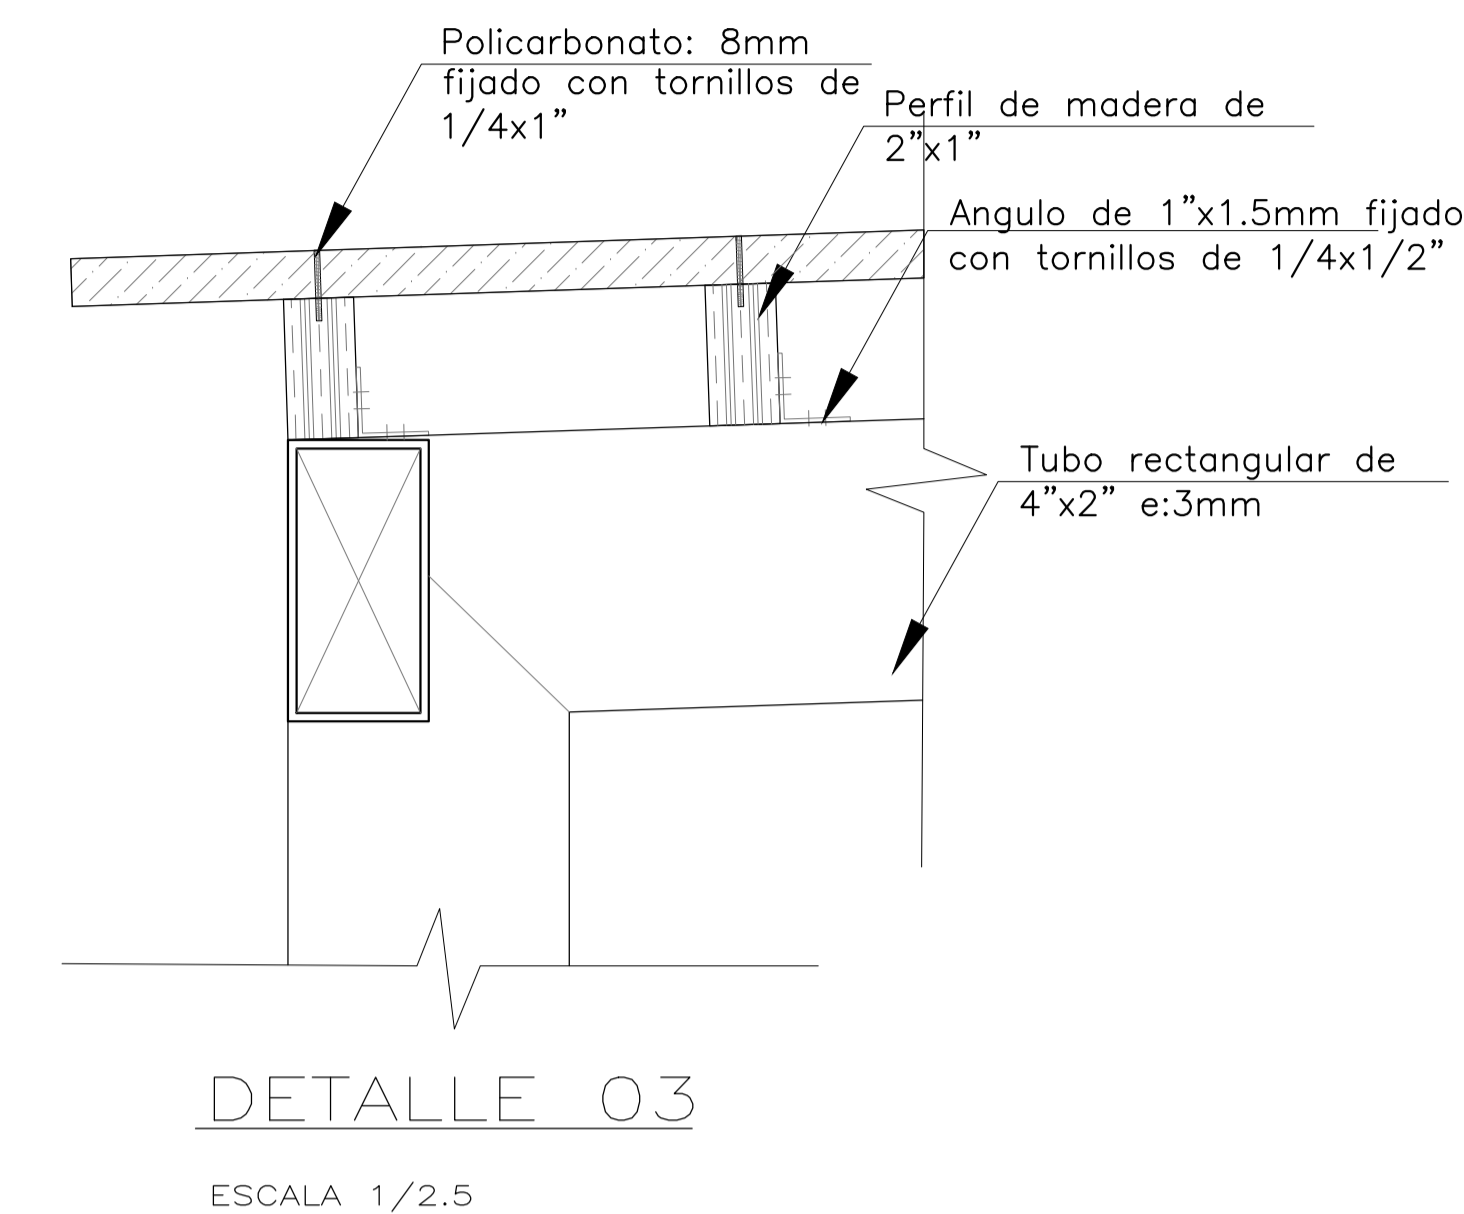 Policarbonato: 8mm
fijado con tornillos de
1/4x1”
Perfil de madera de
2”x1”
Angulo de 1”x1.5mm fijado
con tornillos de 1/4x1/2”
Tubo rectangular de
4”x2” e:3mm
DETALLE 03
ESCALA 1/2.5